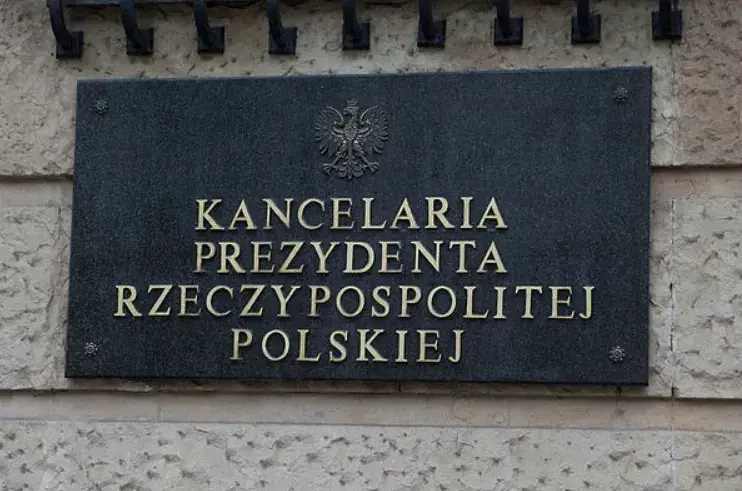 KANCELARIA
PREZYDENTA
RZECZYPOSPOLITEJ
POLSKIEJ